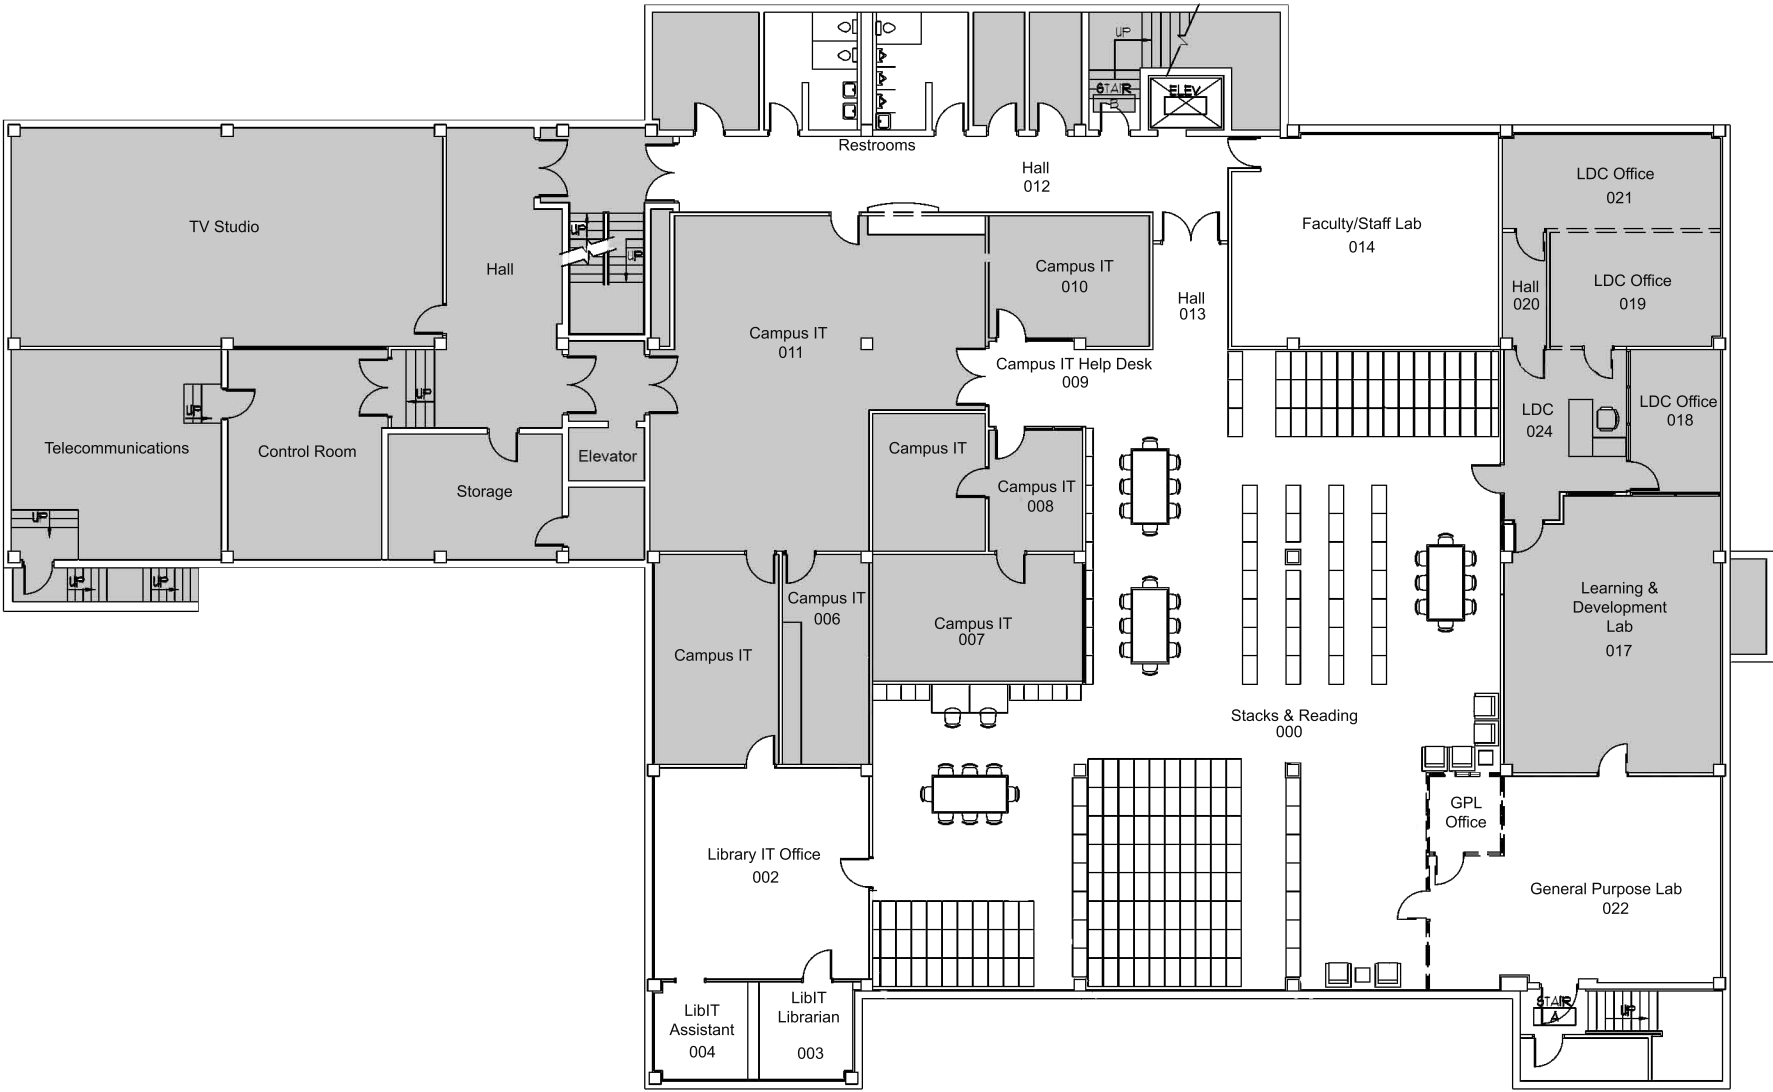 UP
STAIR
B
ELEV
Restrooms
Hall
012
TV Studio
Hall
UP
UP
Campus IT
010
Faculty/Staff Lab
014
LDC Office
021
Hall
020
LDC Office
019
Hall
013
Campus IT
011
Campus IT Help Desk
009
UP
UP
Telecommunications
Control Room
Storage
Elevator
Campus IT
Campus IT
008
LDC
024
LDC Office
018
UP
UP
UP
Campus IT
Campus IT
006
Campus IT
007
Learning &
Development
Lab
017
Stacks & Reading
000
GPL
Office
Library IT Office
002
General Purpose Lab
022
LibIT
Assistant
004
LibIT
Librarian
003
STAIR
A
UP